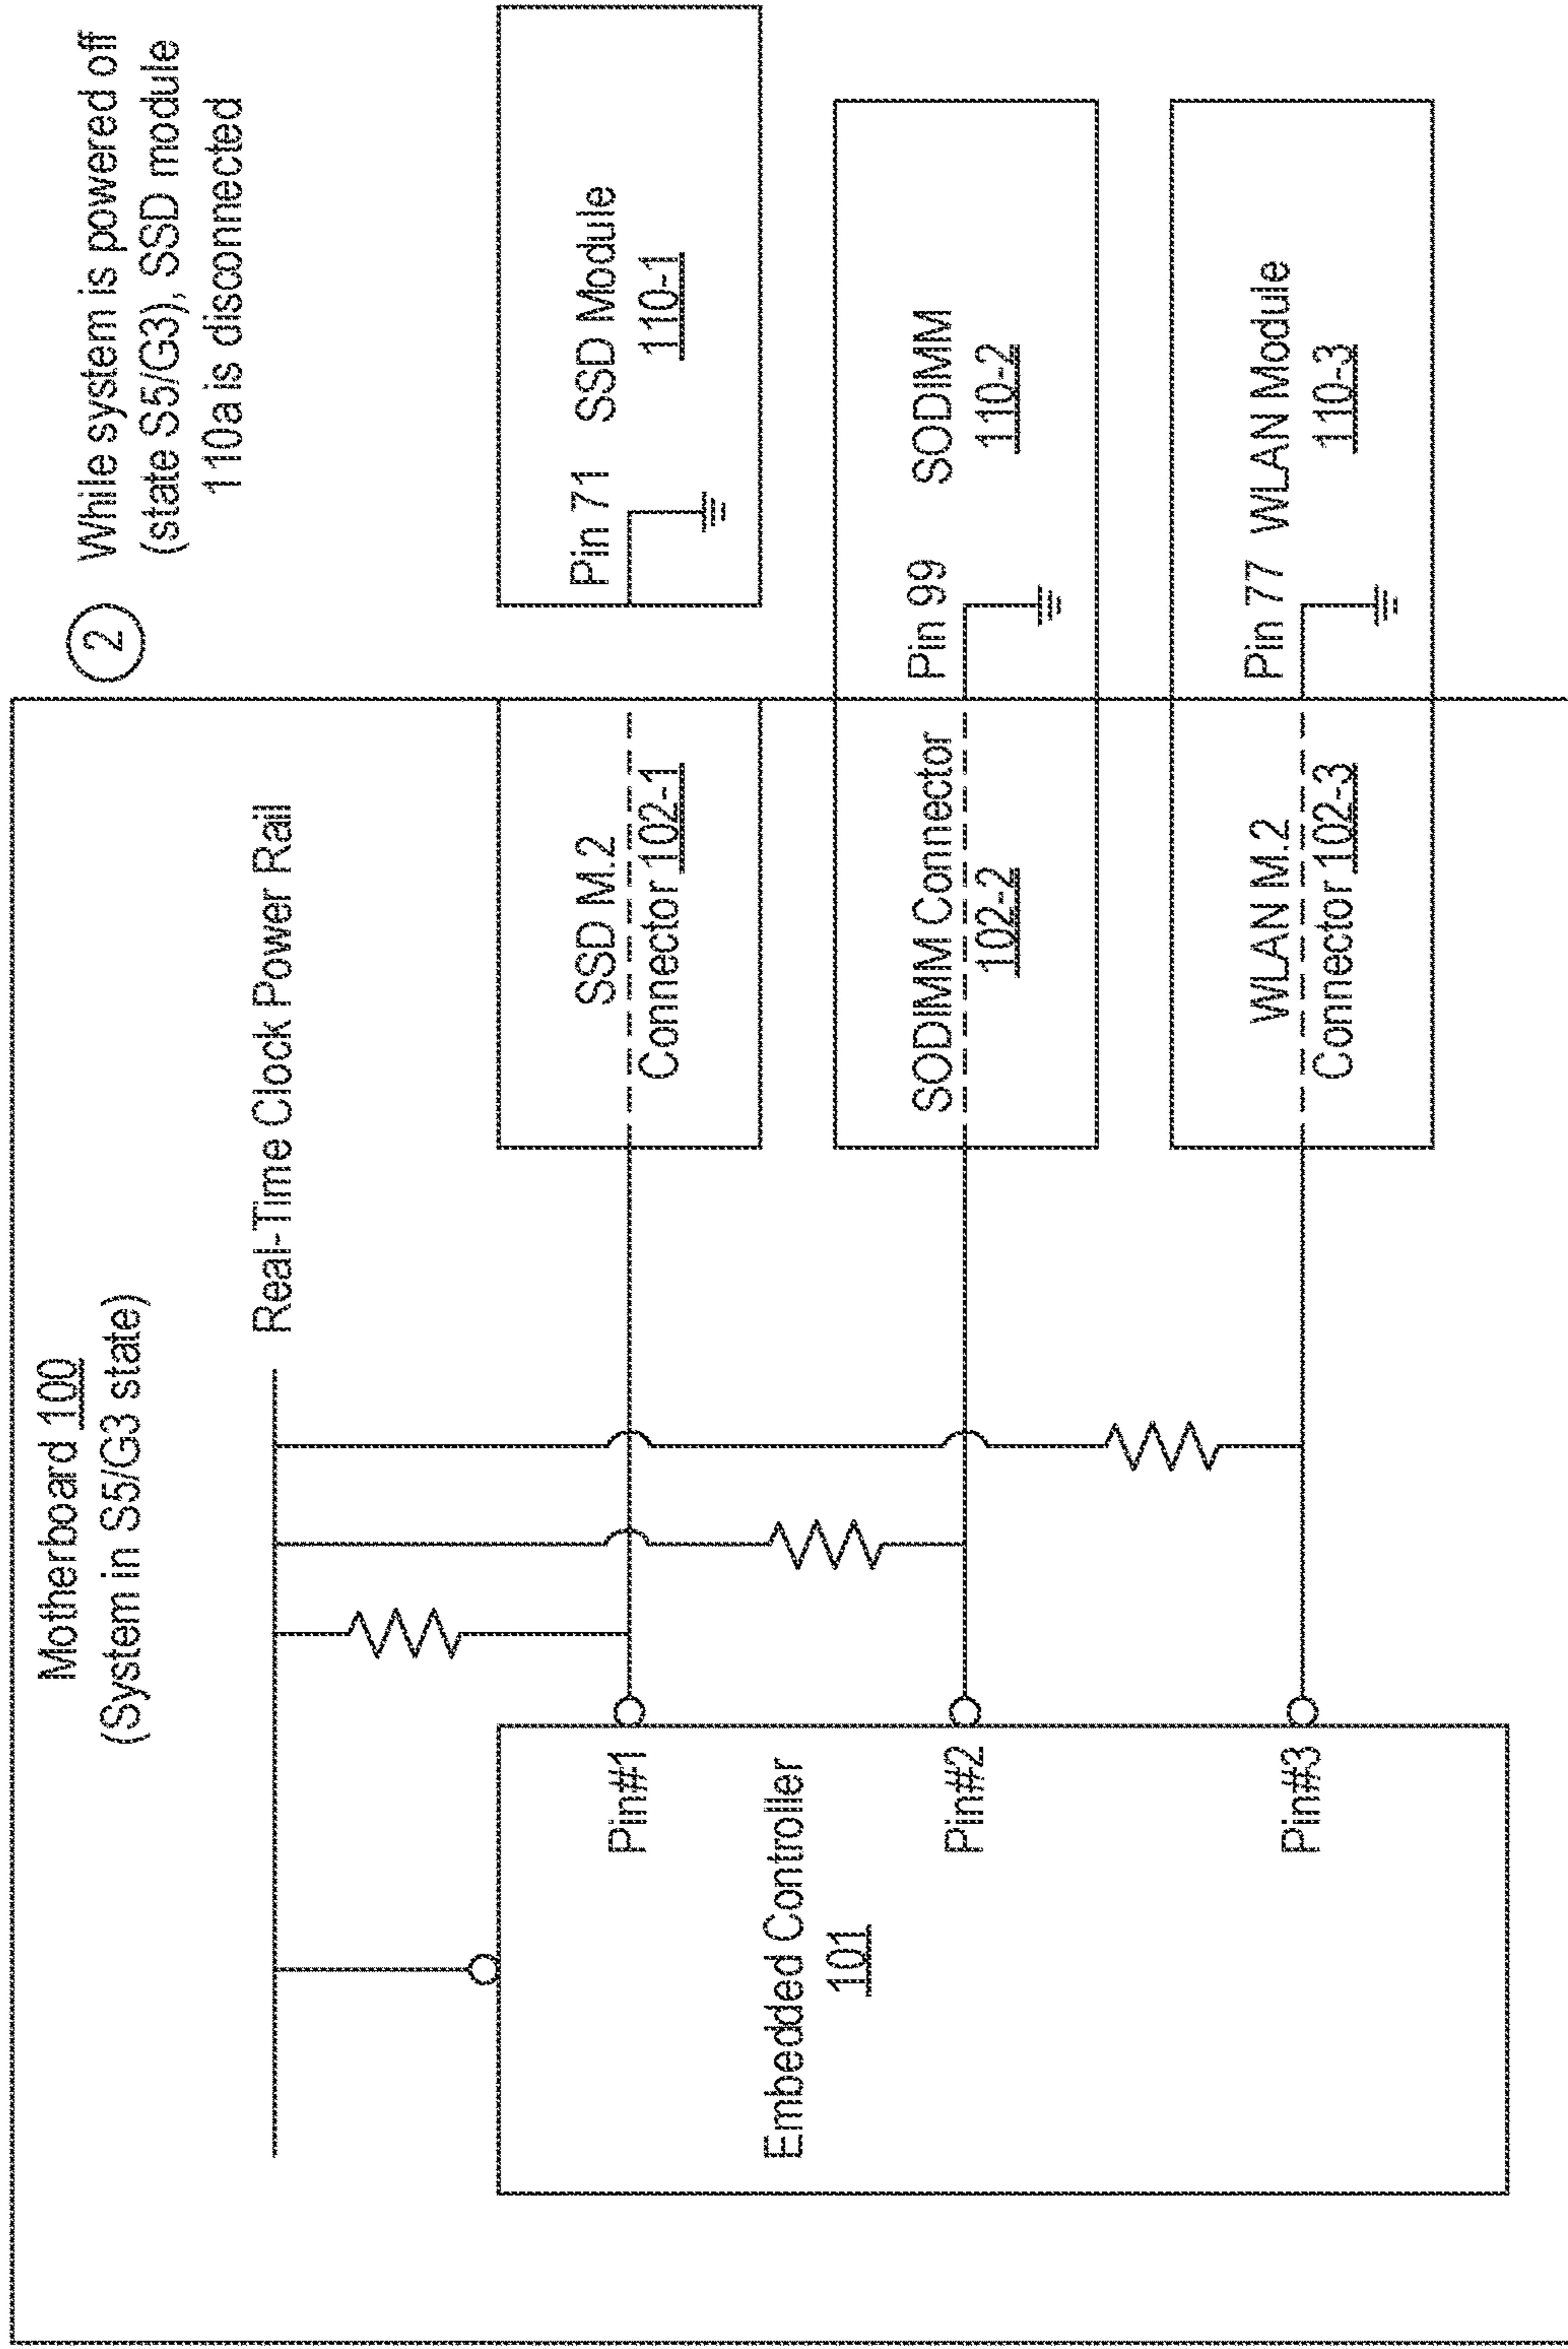 Motherboard 100
(System in S5/G3 state)
2
While system is powered off
(state S5/G3), SSD module
110a is disconnected
Real-Time Clock Power Rail
Embedded Controller
101
Pin#1
Pin#2
Pin#3
SSD M.2
Connector 102-1
Pin 71
SSD Module
110-1
SODIMM Connector
102-2
Pin 99
SODIMM
110-2
WLAN M.2
Connector 102-3
Pin 77
WLAN Module
110-3